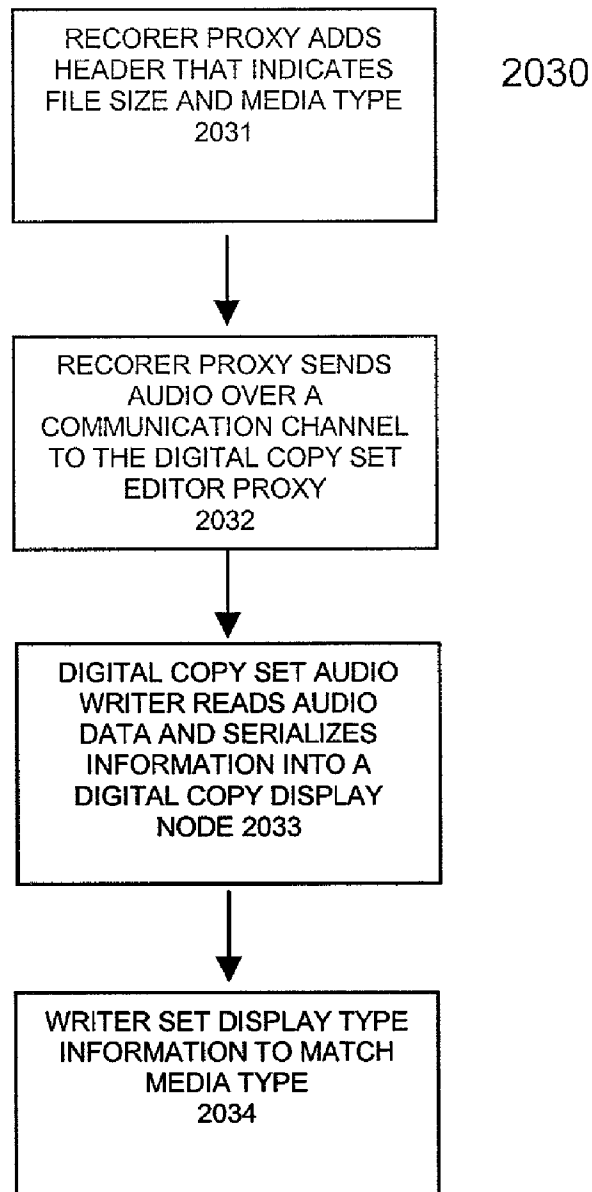 RECORER PROXY ADDS
HEADER THAT INDICATES
FILE SIZE AND MEDIA TYPE
2031
2030
RECORER PROXY SENDS
AUDIO OVER A
COMMUNICATION CHANNEL
TO THE DIGITAL COPY SET
EDITOR PROXY
2032
DIGITAL COPY SET AUDIO
WRITER READS AUDIO
DATA AND SERIALIZES
INFORMATION INTO A
DIGITAL COPY DISPLAY
NODE 2033
WRITER SET DISPLAY TYPE
INFORMATION TO MATCH
MEDIA TYPE
2034